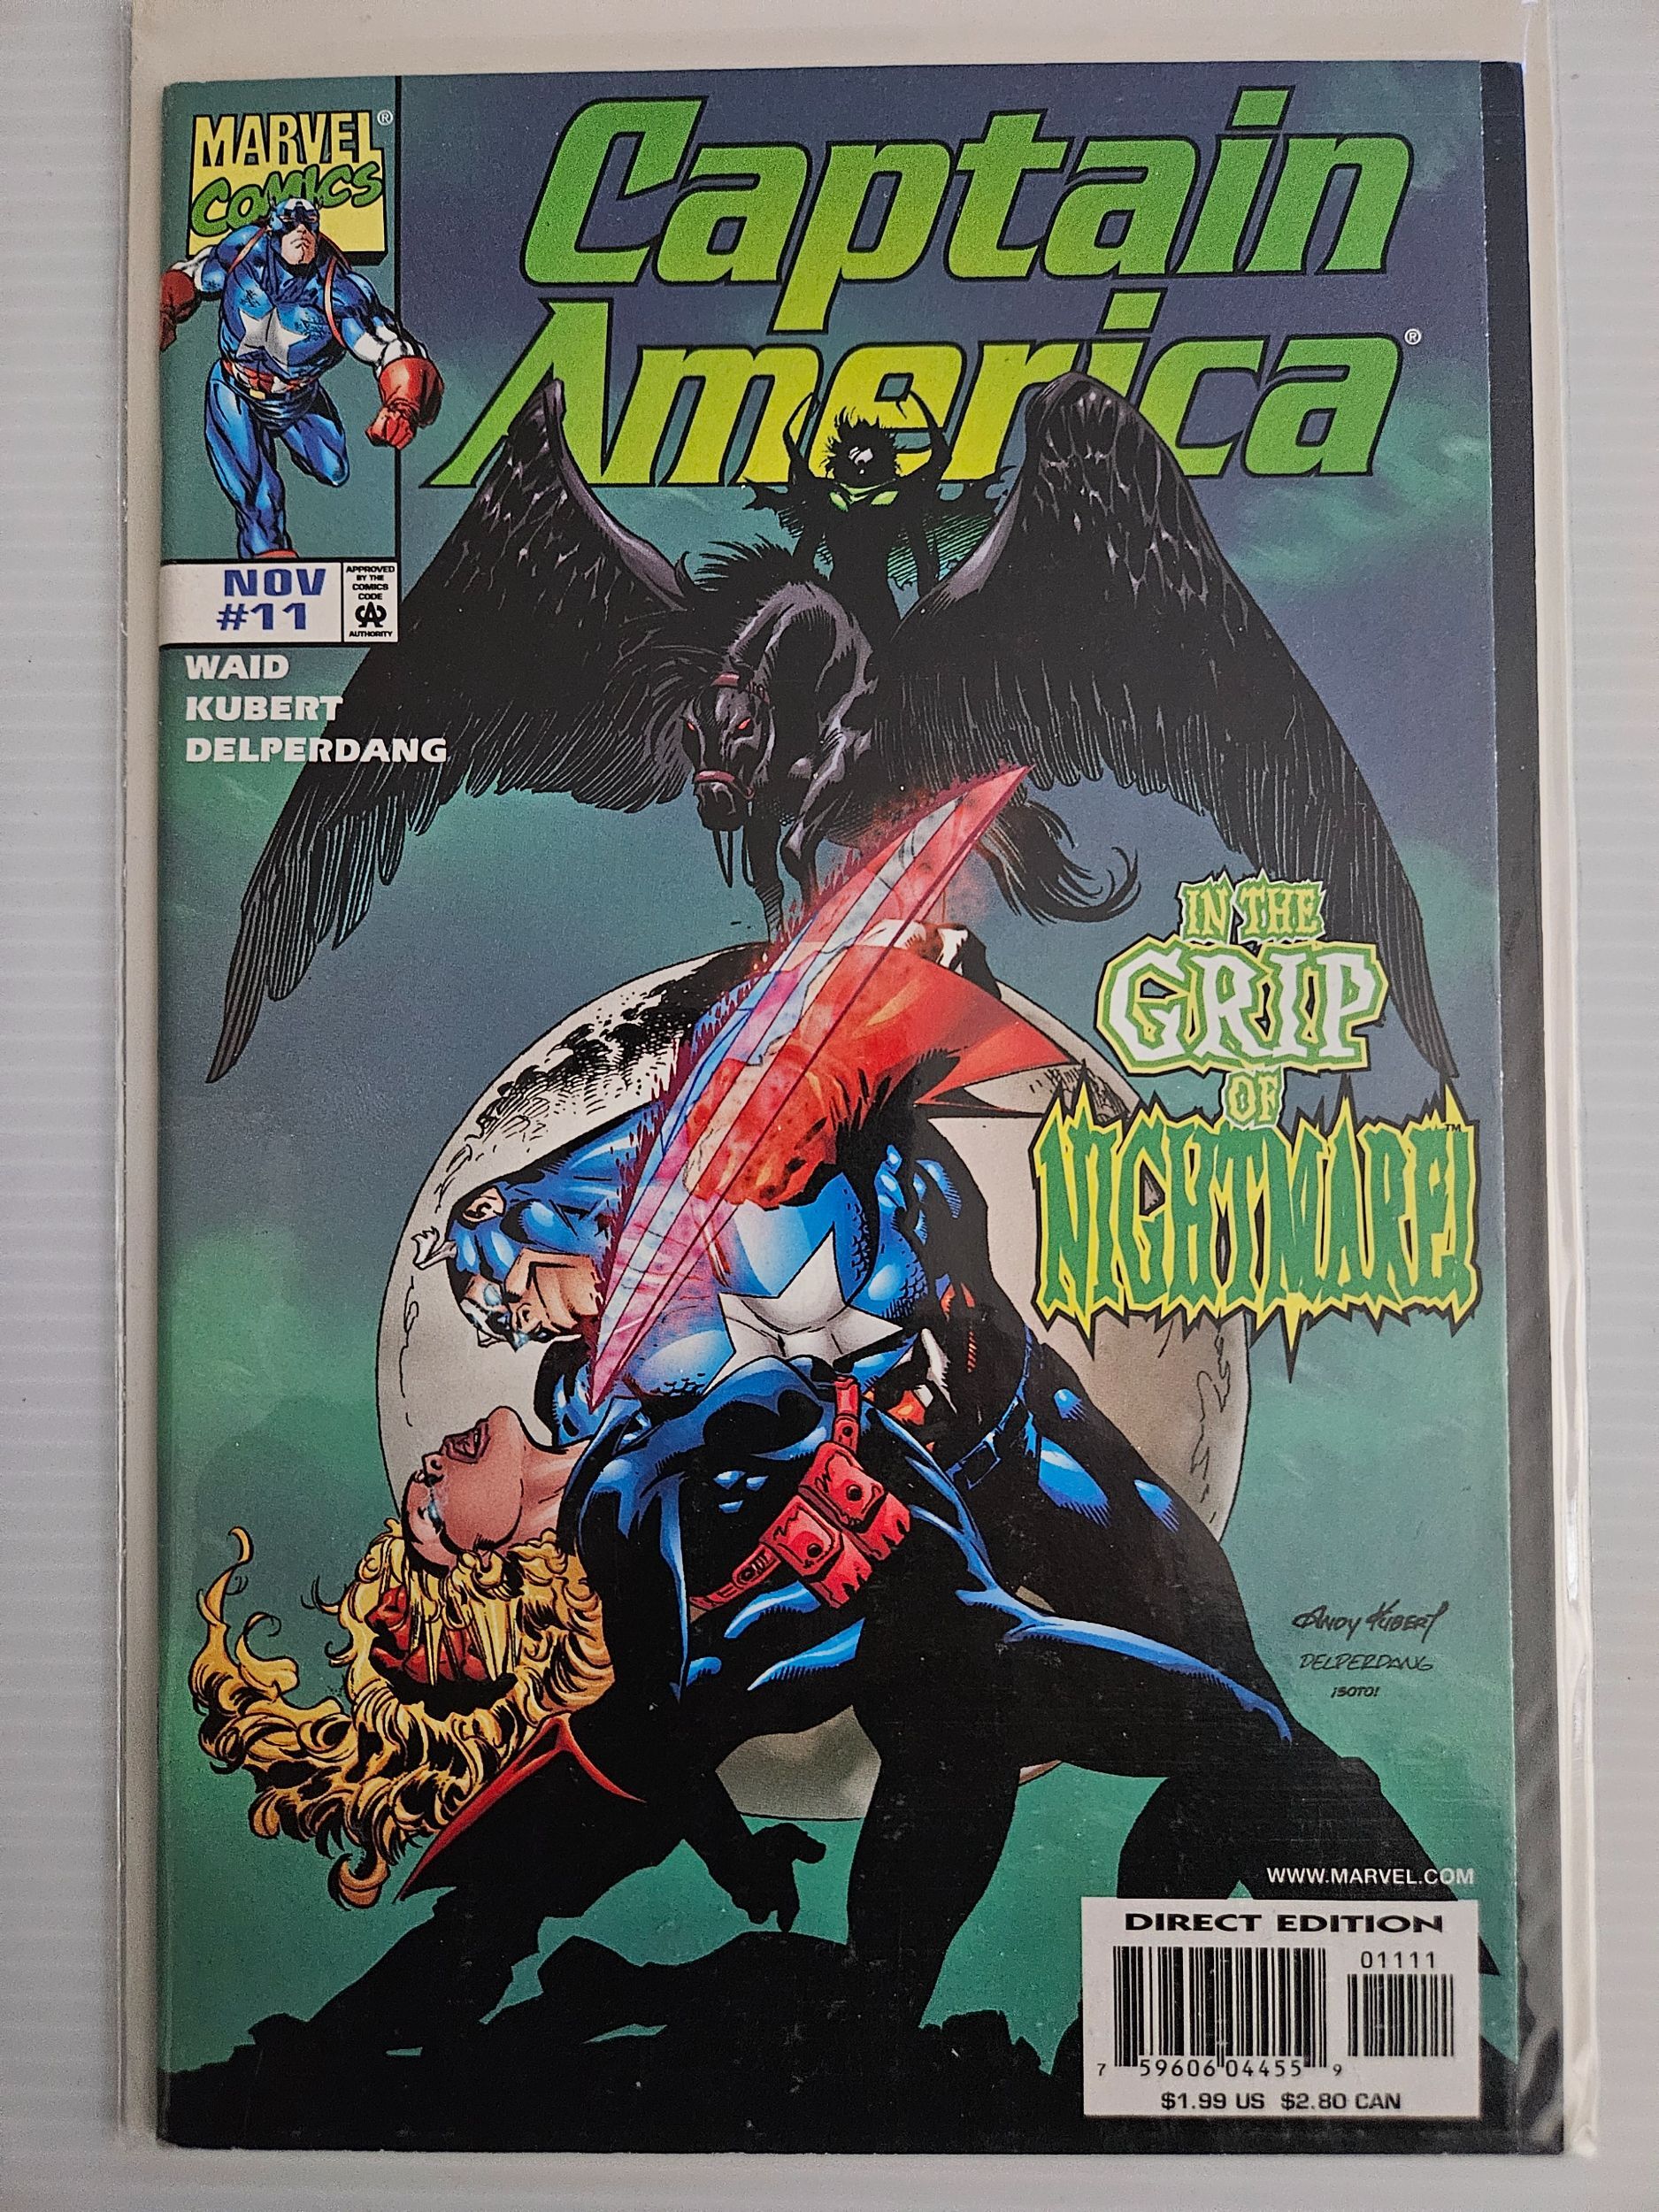 MARVEL®
COMICS
Captain
America®
NOV
#11
APPROVED
BY THE
COMICS
CODE
CA
AUTHORITY
WAID
KUBERT
DELPERDANG
IN THE
GRIP
OF
NIGHTMARE!™
ANDY KUBERT
DELPERDANG
¡SOTO!
WWW.MARVEL.COM
DIRECT EDITION
01111
7 59606 04455 9
$1.99 US $2.80 CAN